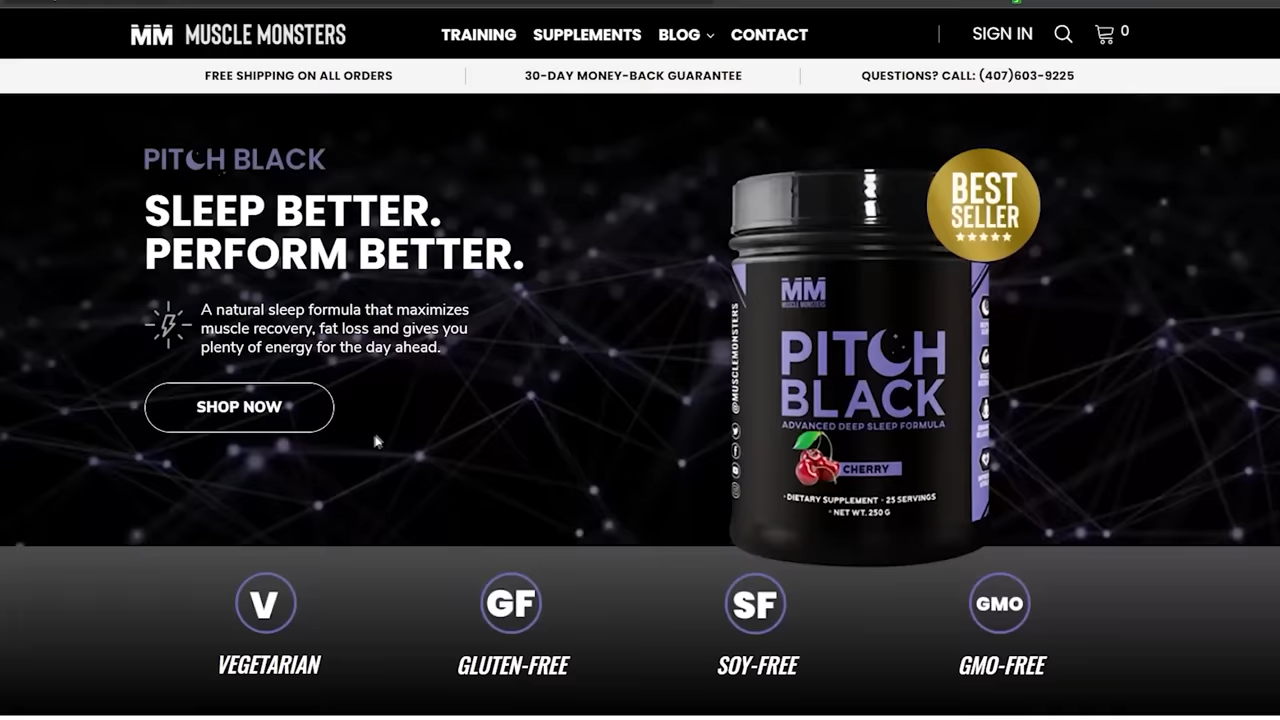 MM MUSCLE MONSTERS
TRAINING SUPPLEMENTS BLOG CONTACT
SIGN IN 0
FREE SHIPPING ON ALL ORDERS
30-DAY MONEY-BACK GUARANTEE
QUESTIONS? CALL: (407)603-9225
PITCH BLACK
SLEEP BETTER.
PERFORM BETTER.
A natural sleep formula that maximizes
muscle recovery, fat loss and gives you
plenty of energy for the day ahead.
SHOP NOW
BEST
SELLER
MM
MUSCLE MONSTERS
@MUSCLEMONSTERS
PITCH
BLACK
ADVANCED DEEP SLEEP FORMULA
CHERRY
· DIETARY SUPPLEMENT · 25 SERVINGS
· NET WT. 250 G
V
VEGETARIAN
GF
GLUTEN-FREE
SF
SOY-FREE
GMO
GMO-FREE